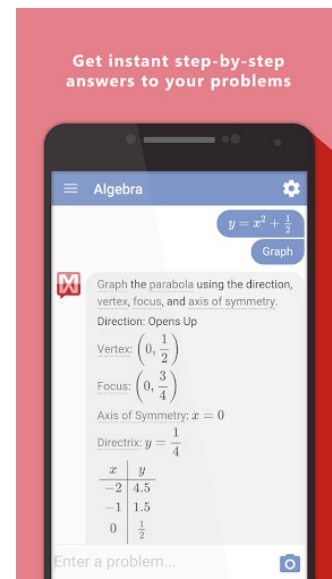 Get instant step-by-step
answers to your problems
Algebra
y = x² + 1/2
Graph
Graph the parabola using the direction,
vertex, focus, and axis of symmetry.
Direction: Opens Up
Vertex: (0, 1/2)
Focus: (0, 3/4)
Axis of Symmetry: x = 0
Directrix: y = 1/4
x y
−2 4.5
−1 1.5
0 1/2
Enter a problem...